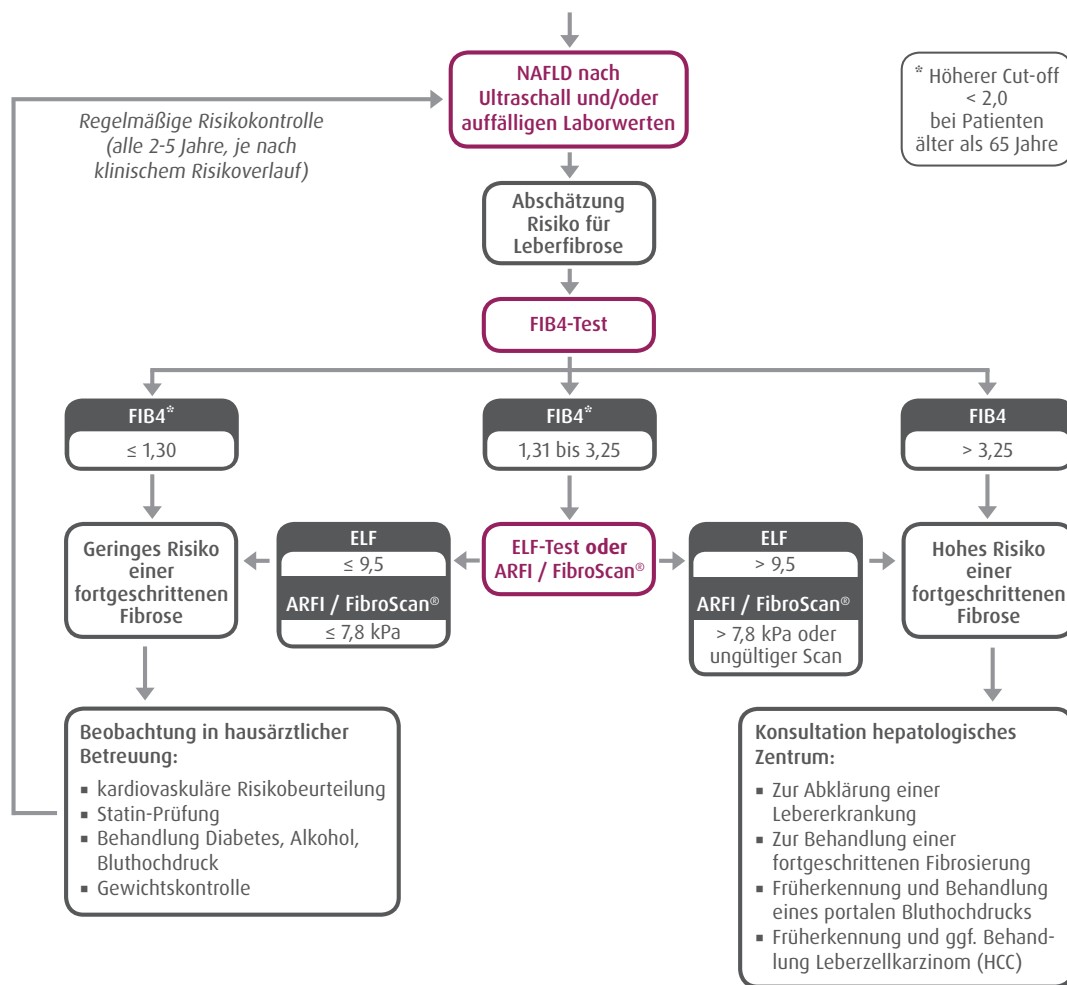 NAFLD nach
Ultraschall und/oder
auffälligen Laborwerten
* Höherer Cut-off
< 2,0
bei Patienten
älter als 65 Jahre
Regelmäßige Risikokontrolle
(alle 2-5 Jahre, je nach
klinischem Risikoverlauf)
Abschätzung
Risiko für
Leberfibrose
FIB4-Test
FIB4*
≤ 1,30
FIB4*
1,31 bis 3,25
FIB4
> 3,25
Geringes Risiko
einer
fortgeschrittenen
Fibrose
ELF
≤ 9,5
ARFI / FibroScan®
≤ 7,8 kPa
ELF-Test oder
ARFI / FibroScan®
ELF
> 9,5
ARFI / FibroScan®
> 7,8 kPa oder
ungültiger Scan
Hohes Risiko
einer
fortgeschrittenen
Fibrose
Beobachtung in hausärztlicher
Betreuung:
▪ kardiovaskuläre Risikobeurteilung
▪ Statin-Prüfung
▪ Behandlung Diabetes, Alkohol,
Bluthochdruck
▪ Gewichtskontrolle
Konsultation hepatologisches
Zentrum:
▪ Zur Abklärung einer
Lebererkrankung
▪ Zur Behandlung einer
fortgeschrittenen Fibrosierung
▪ Früherkennung und Behandlung
eines portalen Bluthochdrucks
▪ Früherkennung und ggf. Behand-
lung Leberzellkarzinom (HCC)